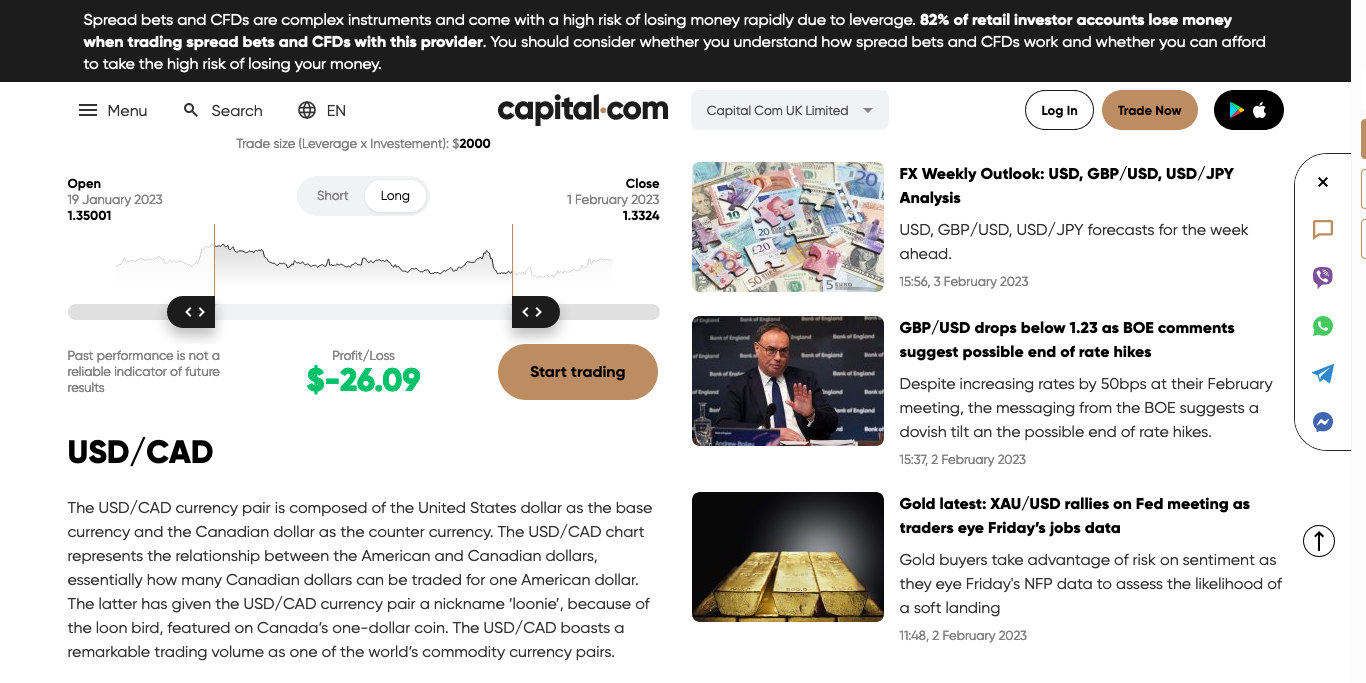 Spread bets and CFDs are complex instruments and come with a high risk of losing money rapidly due to leverage. 82% of retail investor accounts lose money
when trading spread bets and CFDs with this provider. You should consider whether you understand how spread bets and CFDs work and whether you can afford
to take the high risk of losing your money.
Menu
Search
EN
capital.com
Capital Com UK Limited
Log In
Trade Now
Trade size (Leverage x Investement): $2000
Open
19 January 2023
1.35001
Short
Long
Close
1 February 2023
1.3324
Past performance is not a
reliable indicator of future
results
Profit/Loss
$-26.09
Start trading
USD/CAD
The USD/CAD currency pair is composed of the United States dollar as the base
currency and the Canadian dollar as the counter currency. The USD/CAD chart
represents the relationship between the American and Canadian dollars,
essentially how many Canadian dollars can be traded for one American dollar.
The latter has given the USD/CAD currency pair a nickname ‘loonie’, because of
the loon bird, featured on Canada’s one-dollar coin. The USD/CAD boasts a
remarkable trading volume as one of the world’s commodity currency pairs.
FX Weekly Outlook: USD, GBP/USD, USD/JPY
Analysis
USD, GBP/USD, USD/JPY forecasts for the week
ahead.
15:56, 3 February 2023
Bank of England
GBP/USD drops below 1.23 as BOE comments
suggest possible end of rate hikes
Despite increasing rates by 50bps at their February
meeting, the messaging from the BOE suggests a
dovish tilt an the possible end of rate hikes.
15:37, 2 February 2023
Gold latest: XAU/USD rallies on Fed meeting as
traders eye Friday’s jobs data
Gold buyers take advantage of risk on sentiment as
they eye Friday's NFP data to assess the likelihood of
a soft landing
11:48, 2 February 2023